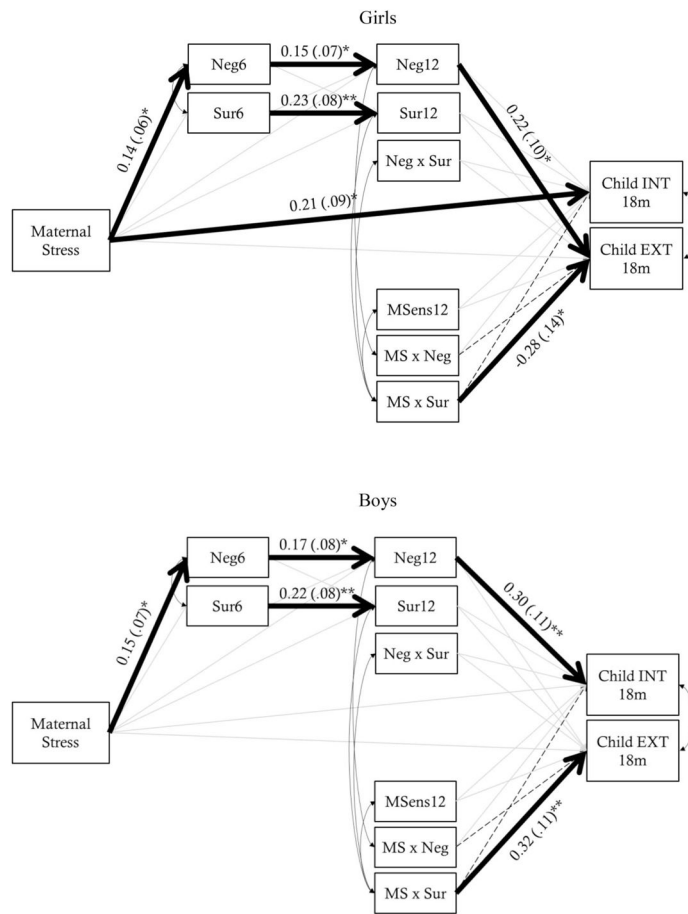 Girls
0.15 (.07)*
Neg6
Neg12
0.23 (.08)**
Sur6
Sur12
0.14 (.06)*
0.22 (.10)*
Neg x Sur
0.21 (.09)*
Child INT
18m
Maternal
Stress
Child EXT
18m
MSens12
MS x Neg
-0.28 (.14)*
MS x Sur
Boys
0.17 (.08)*
Neg6
Neg12
0.22 (.08)**
Sur6
Sur12
0.15 (.07)*
0.30 (.11)**
Neg x Sur
Child INT
18m
Maternal
Stress
Child EXT
18m
MSens12
MS x Neg
0.32 (.11)**
MS x Sur